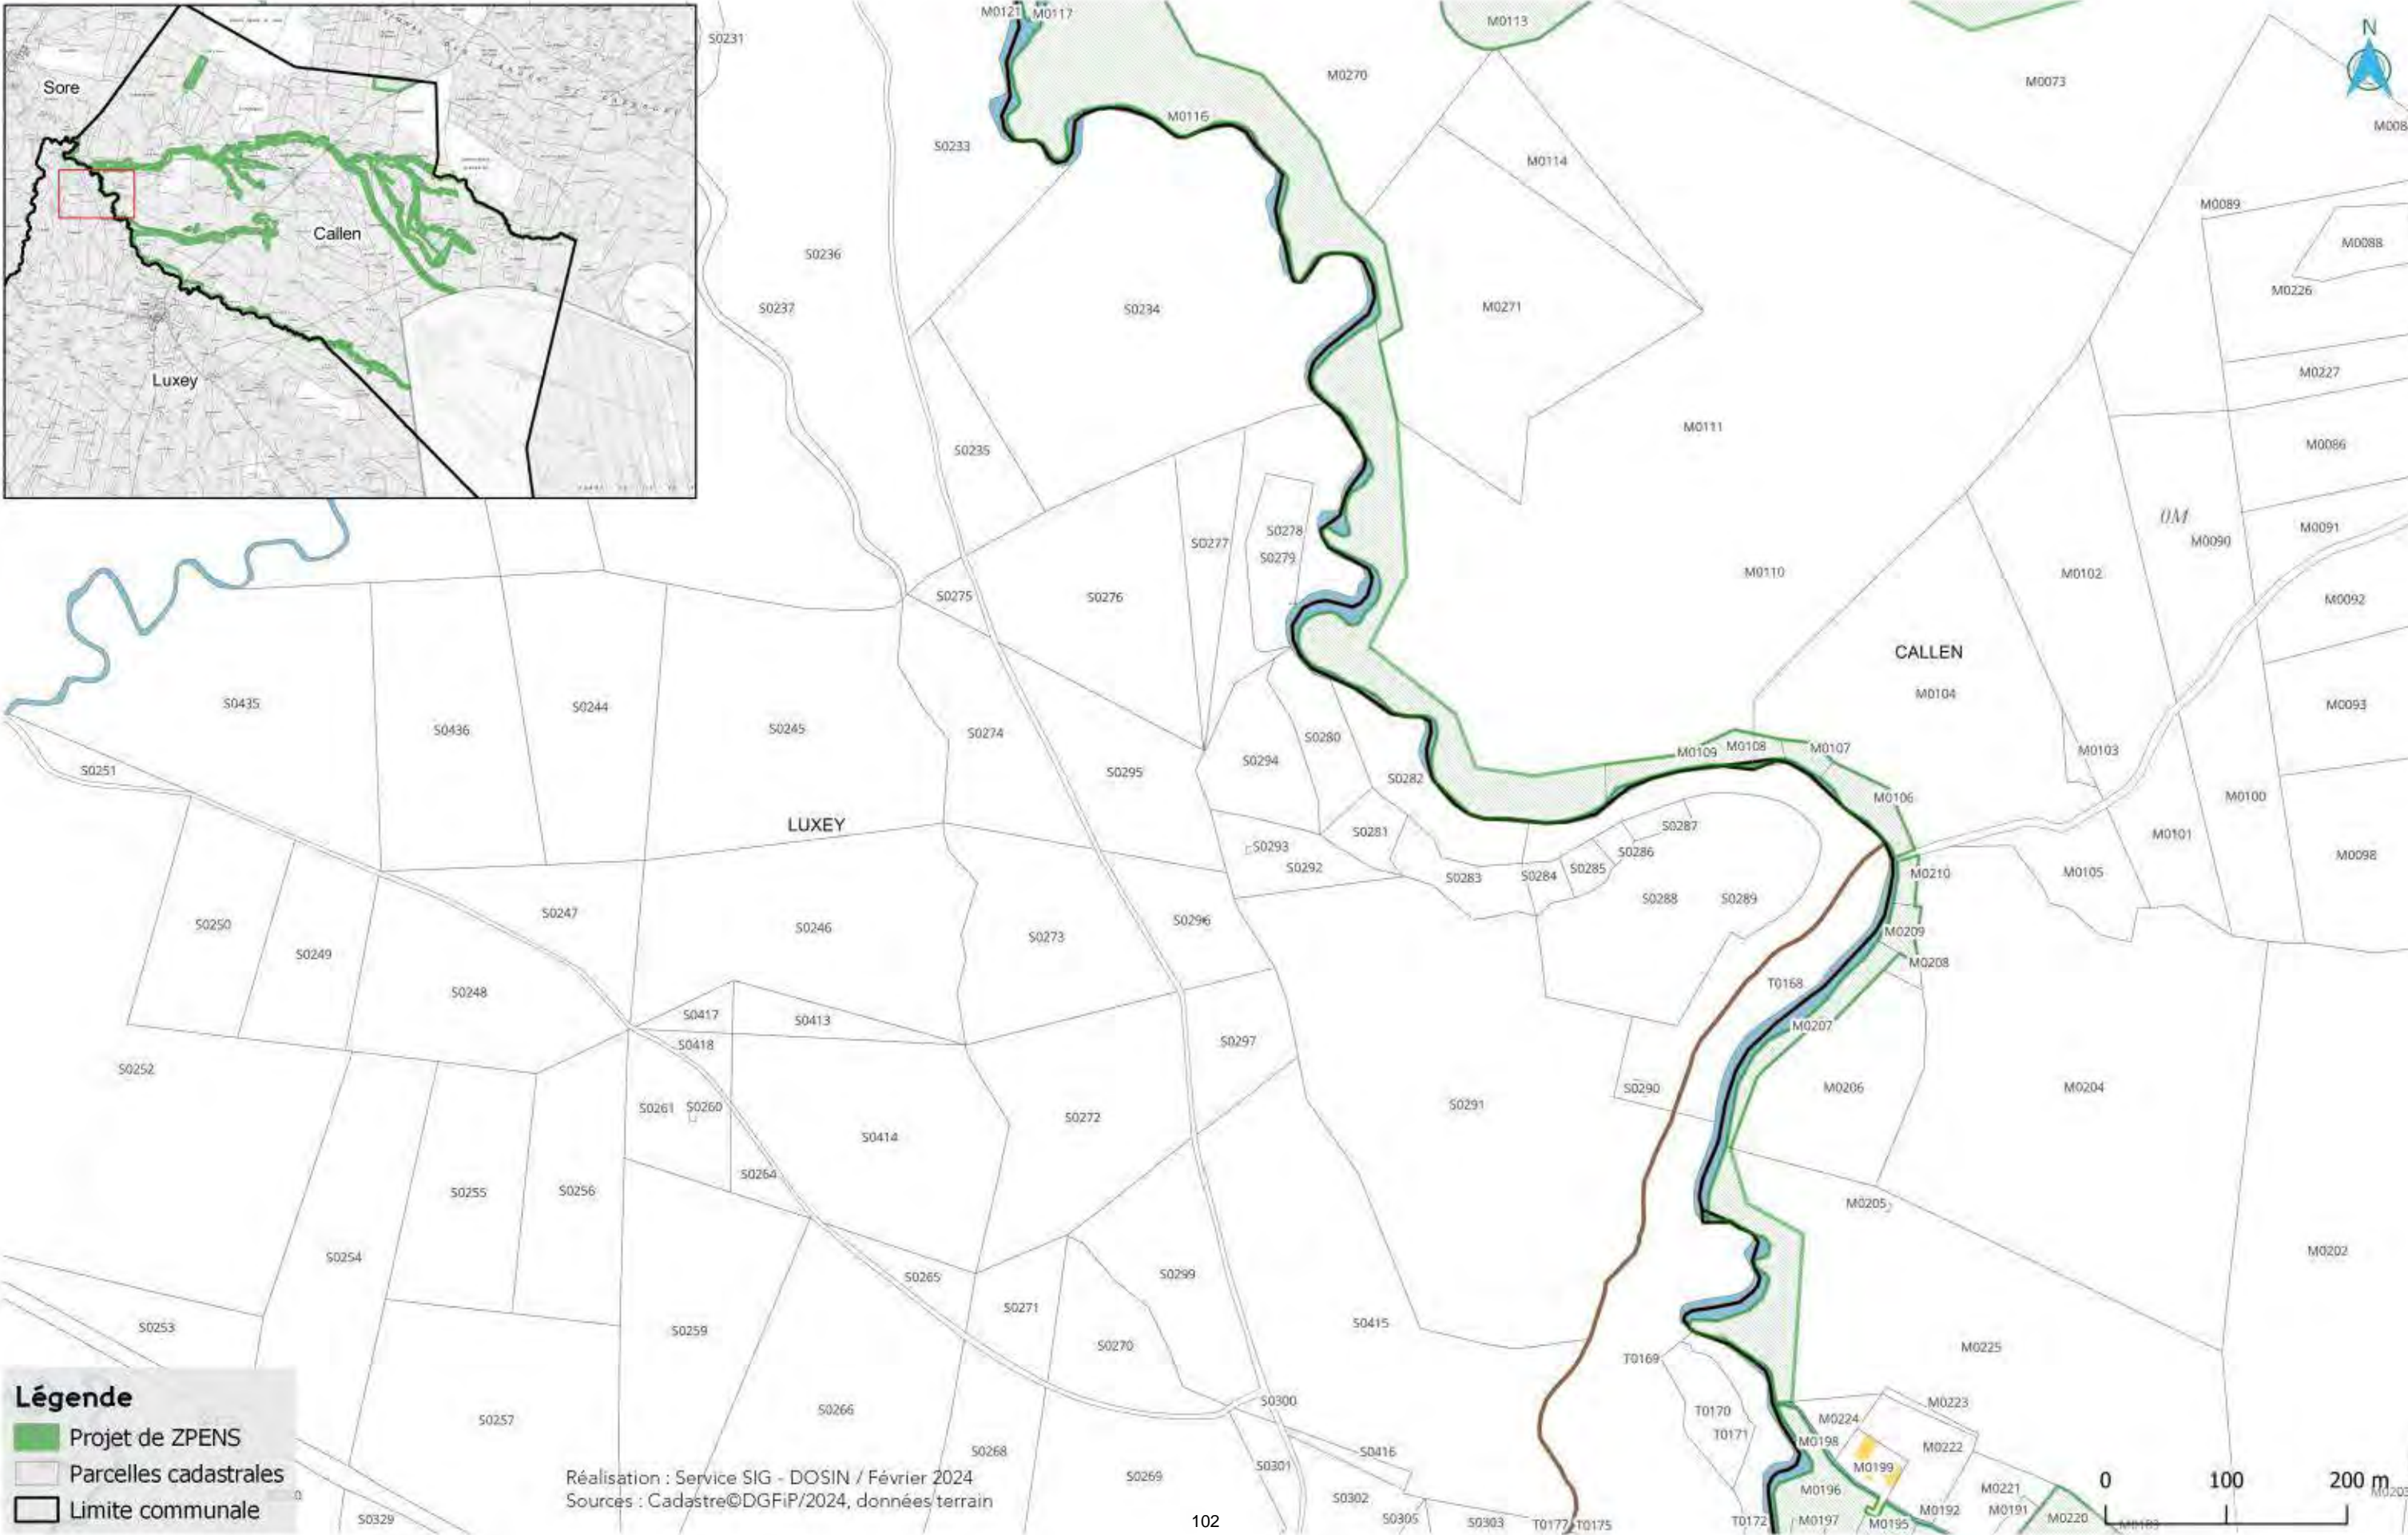 Sore
Callen
Luxey
M0121
M0117
M0113
S0231
M0270
M0073
N
M0116
S0233
M0114
M0089
M0088
S0236
M0226
S0237
S0234
M0271
M0227
M0111
M0086
S0235
0M
M0091
M0090
S0278
S0277
S0279
M0110
M0102
S0275
S0276
M0092
CALLEN
M0104
S0435
S0244
M0093
S0436
S0245
S0274
S0280
M0109
M0108
M0107
M0103
S0251
S0295
S0294
S0282
M0106
M0100
LUXEY
S0281
S0287
M0101
S0293
S0286
M0098
S0292
S0283
S0284
S0285
M0210
M0105
S0247
S0288
S0289
S0250
S0246
S0296
S0273
M0209
S0249
M0208
S0248
T0168
S0417
S0413
M0207
S0418
S0297
S0252
S0290
M0206
M0204
S0261
S0260
S0291
S0272
S0414
S0264
S0255
S0256
M0205
S0254
M0202
S0265
S0299
S0271
S0253
S0259
S0415
S0270
M0225
T0169
S0300
M0223
S0257
S0266
T0170
M0224
T0171
M0198
M0222
S0268
S0416
S0269
S0301
M0199
M0196
M0221
S0302
M0192
M0191
S0329
S0305
S0303
T0177
T0175
T0172
M0197
M0195
M0220
M0183
Légende
Projet de ZPENS
Parcelles cadastrales
Limite communale
Réalisation : Service SIG - DOSIN / Février 2024
Sources : Cadastre©DGFiP/2024, données terrain
0 100 200 m
102